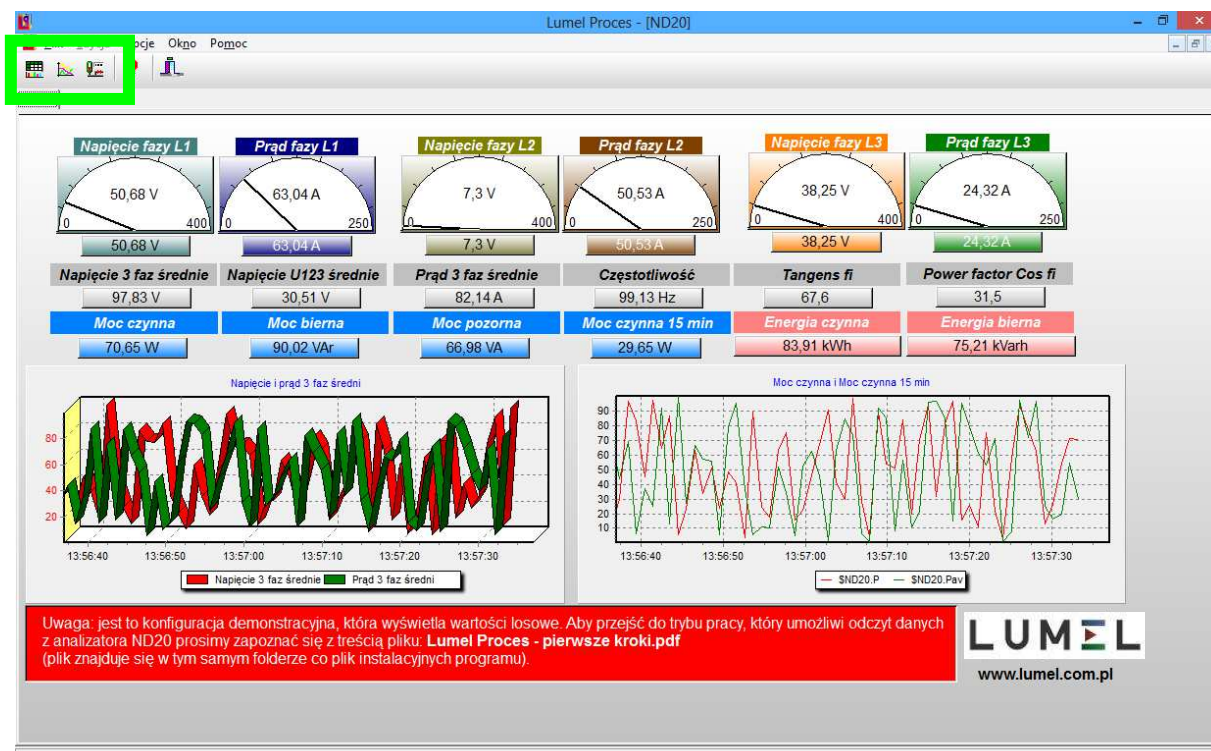 Lumel Proces - [ND20]
Okno Pomoc
Napięcie fazy L1 Prąd fazy L1 Napięcie fazy L2 Prąd fazy L2 Napięcie fazy L3 Prąd fazy L3
50,68 V 63,04 A 7,3 V 50,53 A 38,25 V 24,32 A
0 400 0 250 0 400 0 250 0 400 0 250
50,68 V 63,04 A 7,3 V 50,53 A 38,25 V 24,32 A
Napięcie 3 faz średnie Napięcie U123 średnie Prąd 3 faz średnie Częstotliwość Tangens fi Power factor Cos fi
97,83 V 30,51 V 82,14 A 99,13 Hz 67,6 31,5
Moc czynna Moc bierna Moc pozorna Moc czynna 15 min Energia czynna Energia bierna
70,65 W 90,02 VAr 66,98 VA 29,65 W 83,91 kWh 75,21 kVarh
Napięcie i prąd 3 faz średni
80
60
40
20
13:56:40 13:56:50 13:57:00 13:57:10 13:57:20 13:57:30
Napięcie 3 faz średnie Prąd 3 faz średni
Moc czynna i Moc czynna 15 min
90
80
70
60
50
40
30
20
10
13:56:40 13:56:50 13:57:00 13:57:10 13:57:20 13:57:30
$ND20.P $ND20.Pav
Uwaga: jest to konfiguracja demonstracyjna, która wyświetla wartości losowe. Aby przejść do trybu pracy, który umożliwi odczyt danych
z analizatora ND20 prosimy zapoznać się z treścią pliku: Lumel Proces - pierwsze kroki.pdf
(plik znajduje się w tym samym folderze co plik instalacyjnych programu).
LUMEL
www.lumel.com.pl